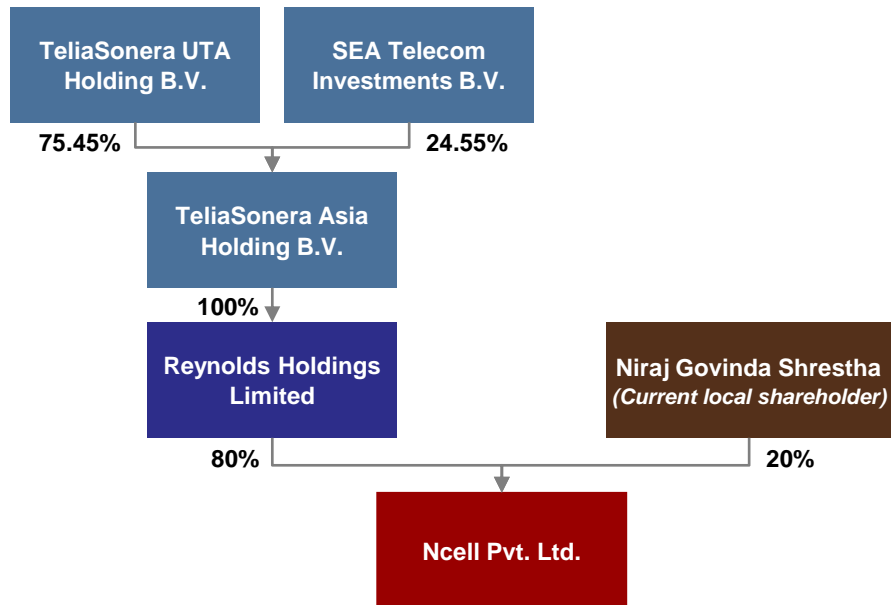 TeliaSonera UTA
Holding B.V.
SEA Telecom
Investments B.V.
75.45%
24.55%
TeliaSonera Asia
Holding B.V.
100%
Reynolds Holdings
Limited
Niraj Govinda Shrestha
(Current local shareholder)
80%
20%
Ncell Pvt. Ltd.